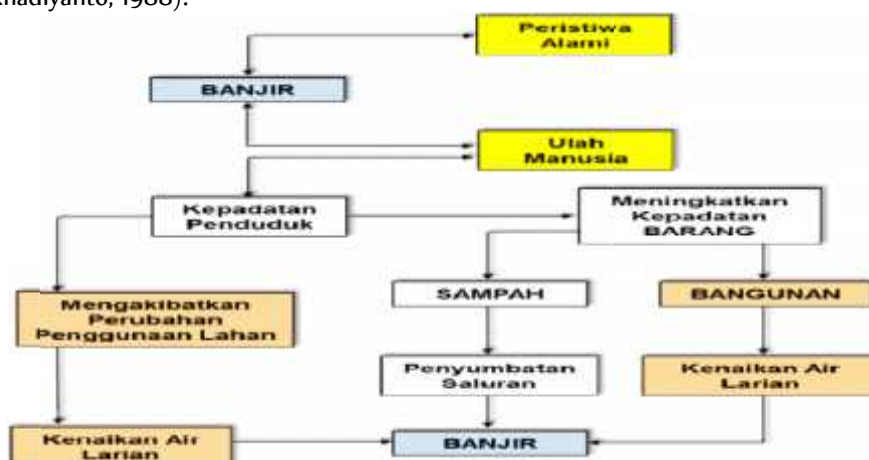 1988).
Peristiwa
Alami
BANJIR
Ulah
Manusia
Kepadatan
Penduduk
Meningkatkan
Kepadatan
BARANG
Mengakibatkan
Perubahan
Penggunaan Lahan
SAMPAH
BANGUNAN
Penyumbatan
Saluran
Kenaikan Air
Larian
Kenaikan Air
Larian
BANJIR